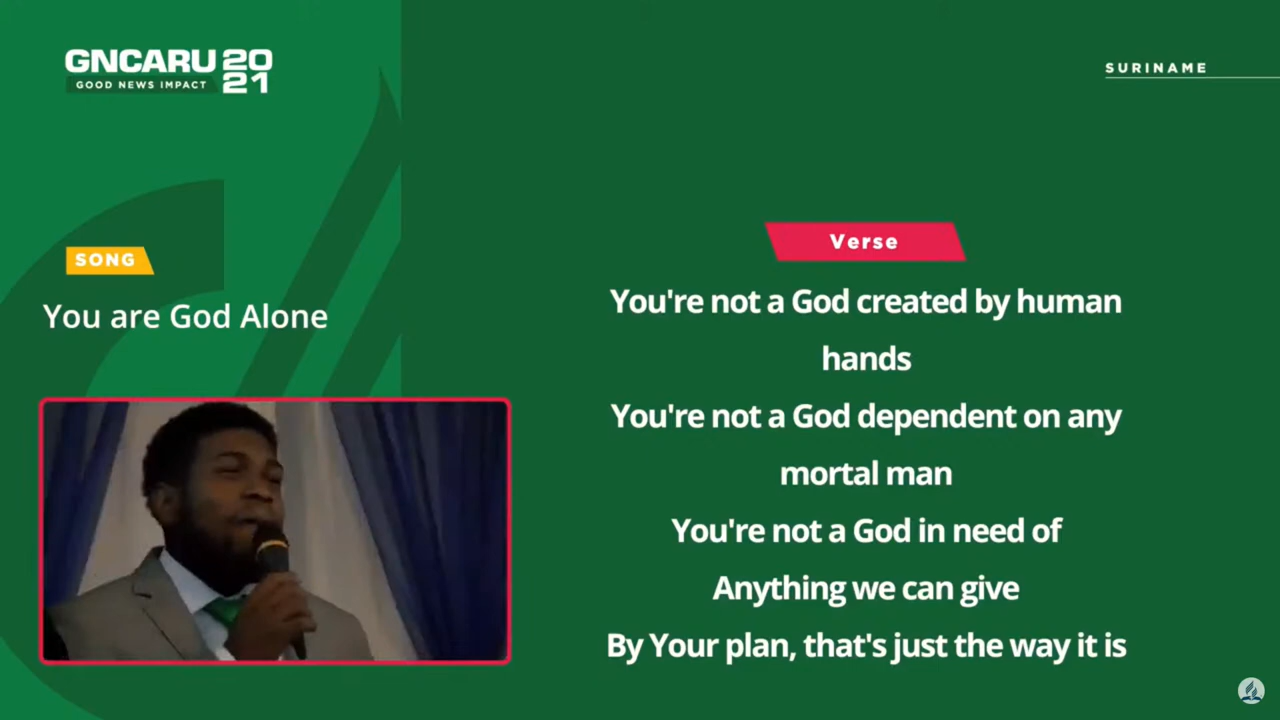 GNCARU 2021
GOOD NEWS IMPACT
SURINAME
SONG
You are God Alone
Verse
You're not a God created by human
hands
You're not a God dependent on any
mortal man
You're not a God in need of
Anything we can give
By Your plan, that's just the way it is